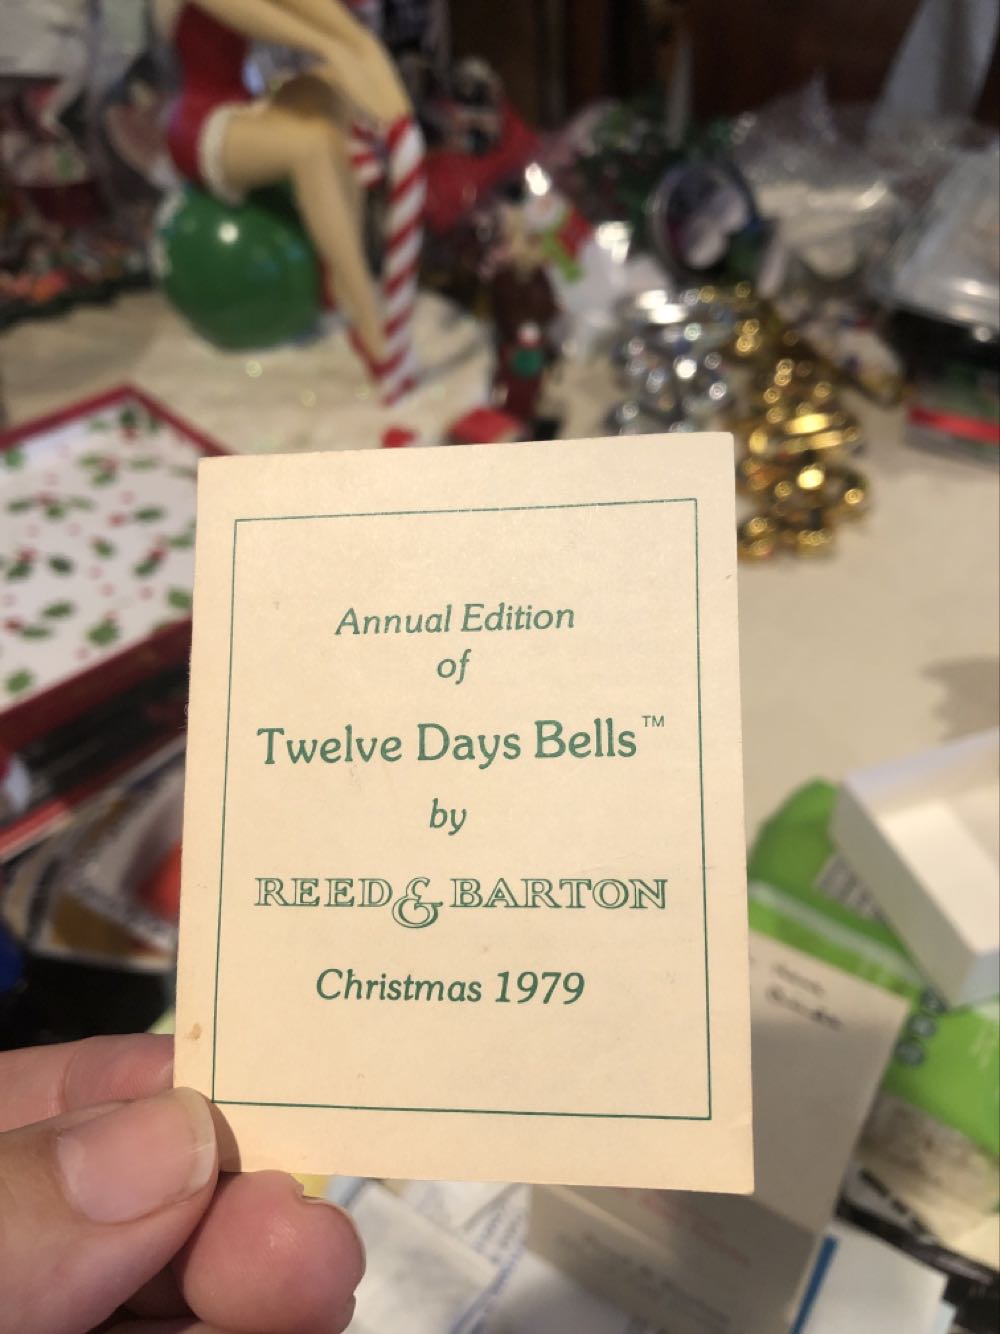 Annual Edition
of
Twelve Days Bells™
by
REED & BARTON
Christmas 1979